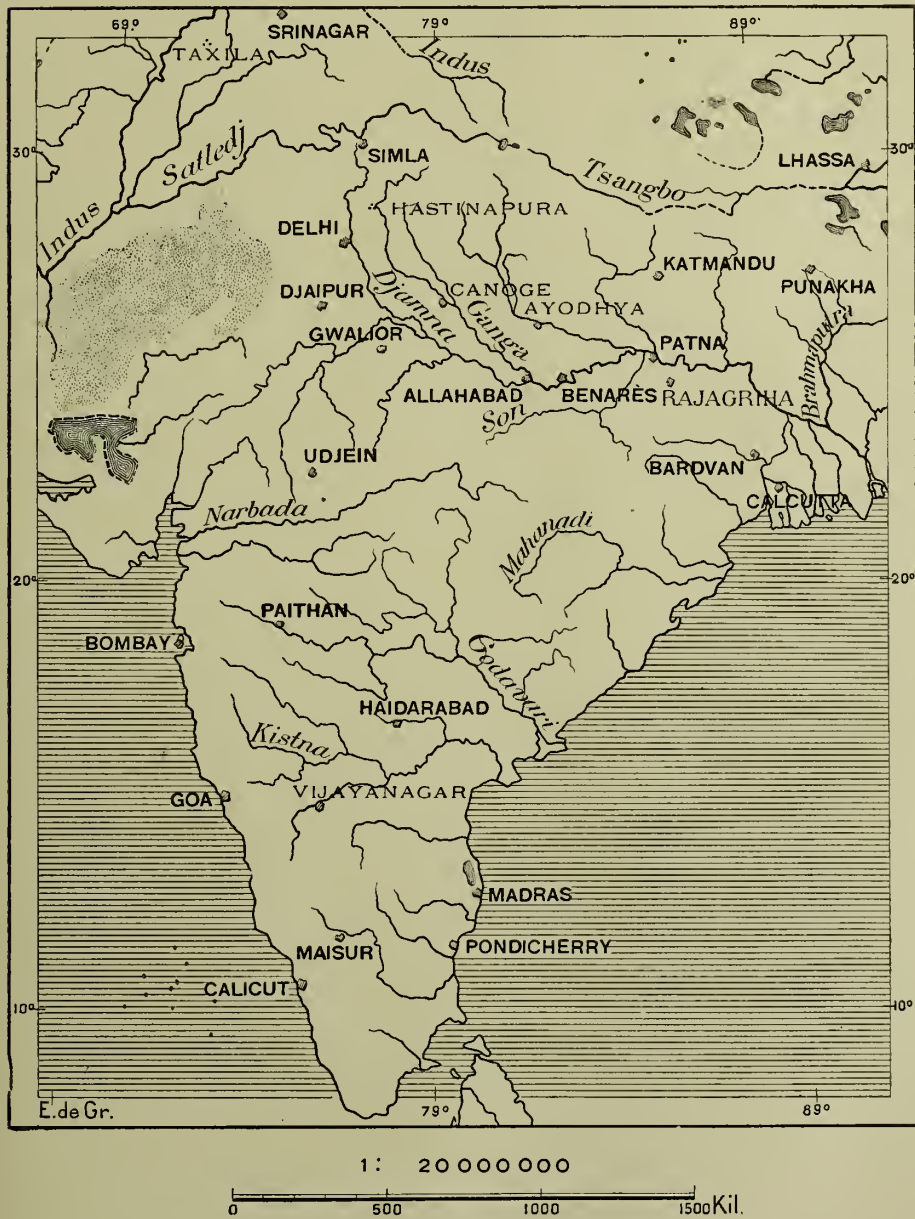 69°
79°
89°
SRINAGAR
TAXILA
Indus
Satledj
30°
SIMLA
30°
LHASSA
Tsangbo
Indus
HASTINAPURA
DELHI
KATMANDU
PUNAKHA
DJAIPUR
CANOGE
Djamna
Ganga
AYODHYA
Brahmaputra
GWALIOR
PATNA
ALLAHABAD
BENARÈS
RAJAGRIHA
Son
UDJEIN
BARDVAN
CALCUTTA
Narbada
Mahanadi
20°
20°
PAITHAN
BOMBAY
Godavari
HAIDARABAD
Kistna
GOA
VIJAYANAGAR
MADRAS
MAISUR
PONDICHERRY
CALICUT
10°
10°
E.de Gr.
79°
89°
1: 20000000
0 500 1000 1500 Kil.